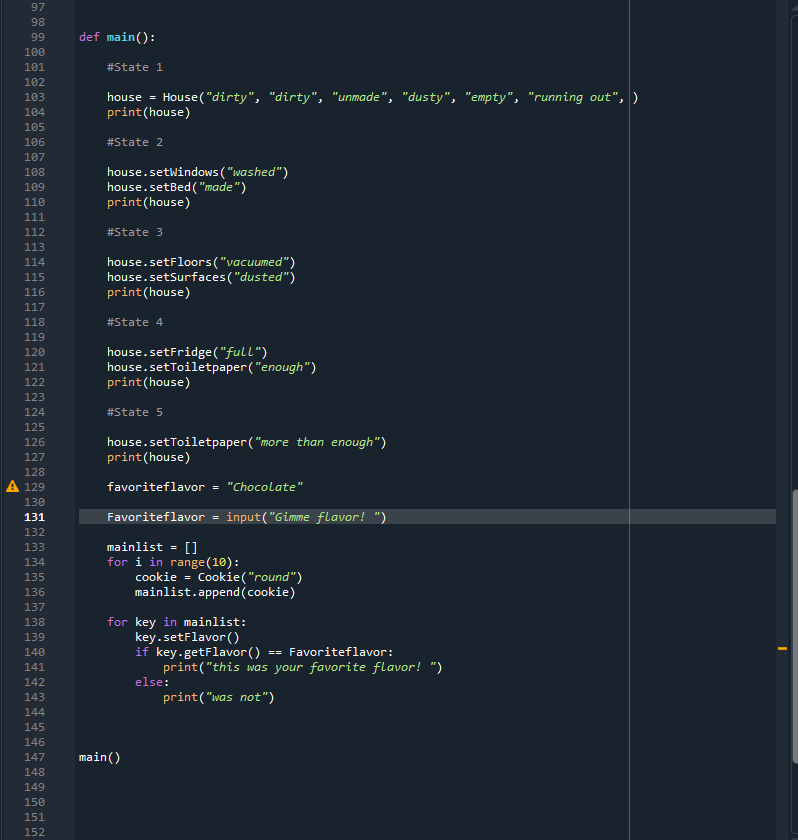 97
98
99 def main():
100
101 #State 1
102
103 house = House("dirty", "dirty", "unmade", "dusty", "empty", "running out", )
104 print(house)
105
106 #State 2
107
108 house.setWindows("washed")
109 house.setBed("made")
110 print(house)
111
112 #State 3
113
114 house.setFloors("vacuumed")
115 house.setSurfaces("dusted")
116 print(house)
117
118 #State 4
119
120 house.setFridge("full")
121 house.setToiletpaper("enough")
122 print(house)
123
124 #State 5
125
126 house.setToiletpaper("more than enough")
127 print(house)
128
129 favoriteflavor = "Chocolate"
130
131 Favoriteflavor = input("Gimme flavor! ")
132
133 mainlist = []
134 for i in range(10):
135 cookie = Cookie("round")
136 mainlist.append(cookie)
137
138 for key in mainlist:
139 key.setFlavor()
140 if key.getFlavor() == Favoriteflavor:
141 print("this was your favorite flavor! ")
142 else:
143 print("was not")
144
145
146
147 main()
148
149
150
151
152